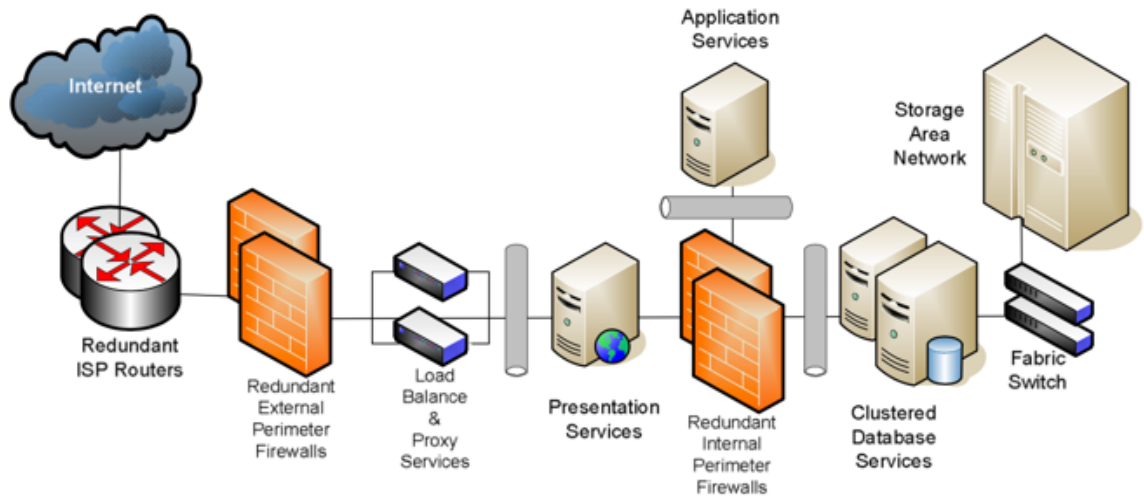 Internet
Redundant
ISP Routers
Redundant
External
Perimeter
Firewalls
Load
Balance
&
Proxy
Services
Presentation
Services
Application
Services
Redundant
Internal
Perimeter
Firewalls
Clustered
Database
Services
Storage
Area
Network
Fabric
Switch